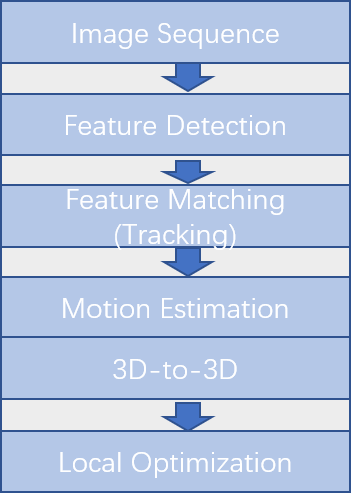 Image Sequence
Feature Detection
Feature Matching
(Tracking)
Motion Estimation
3D-to-3D
Local Optimization